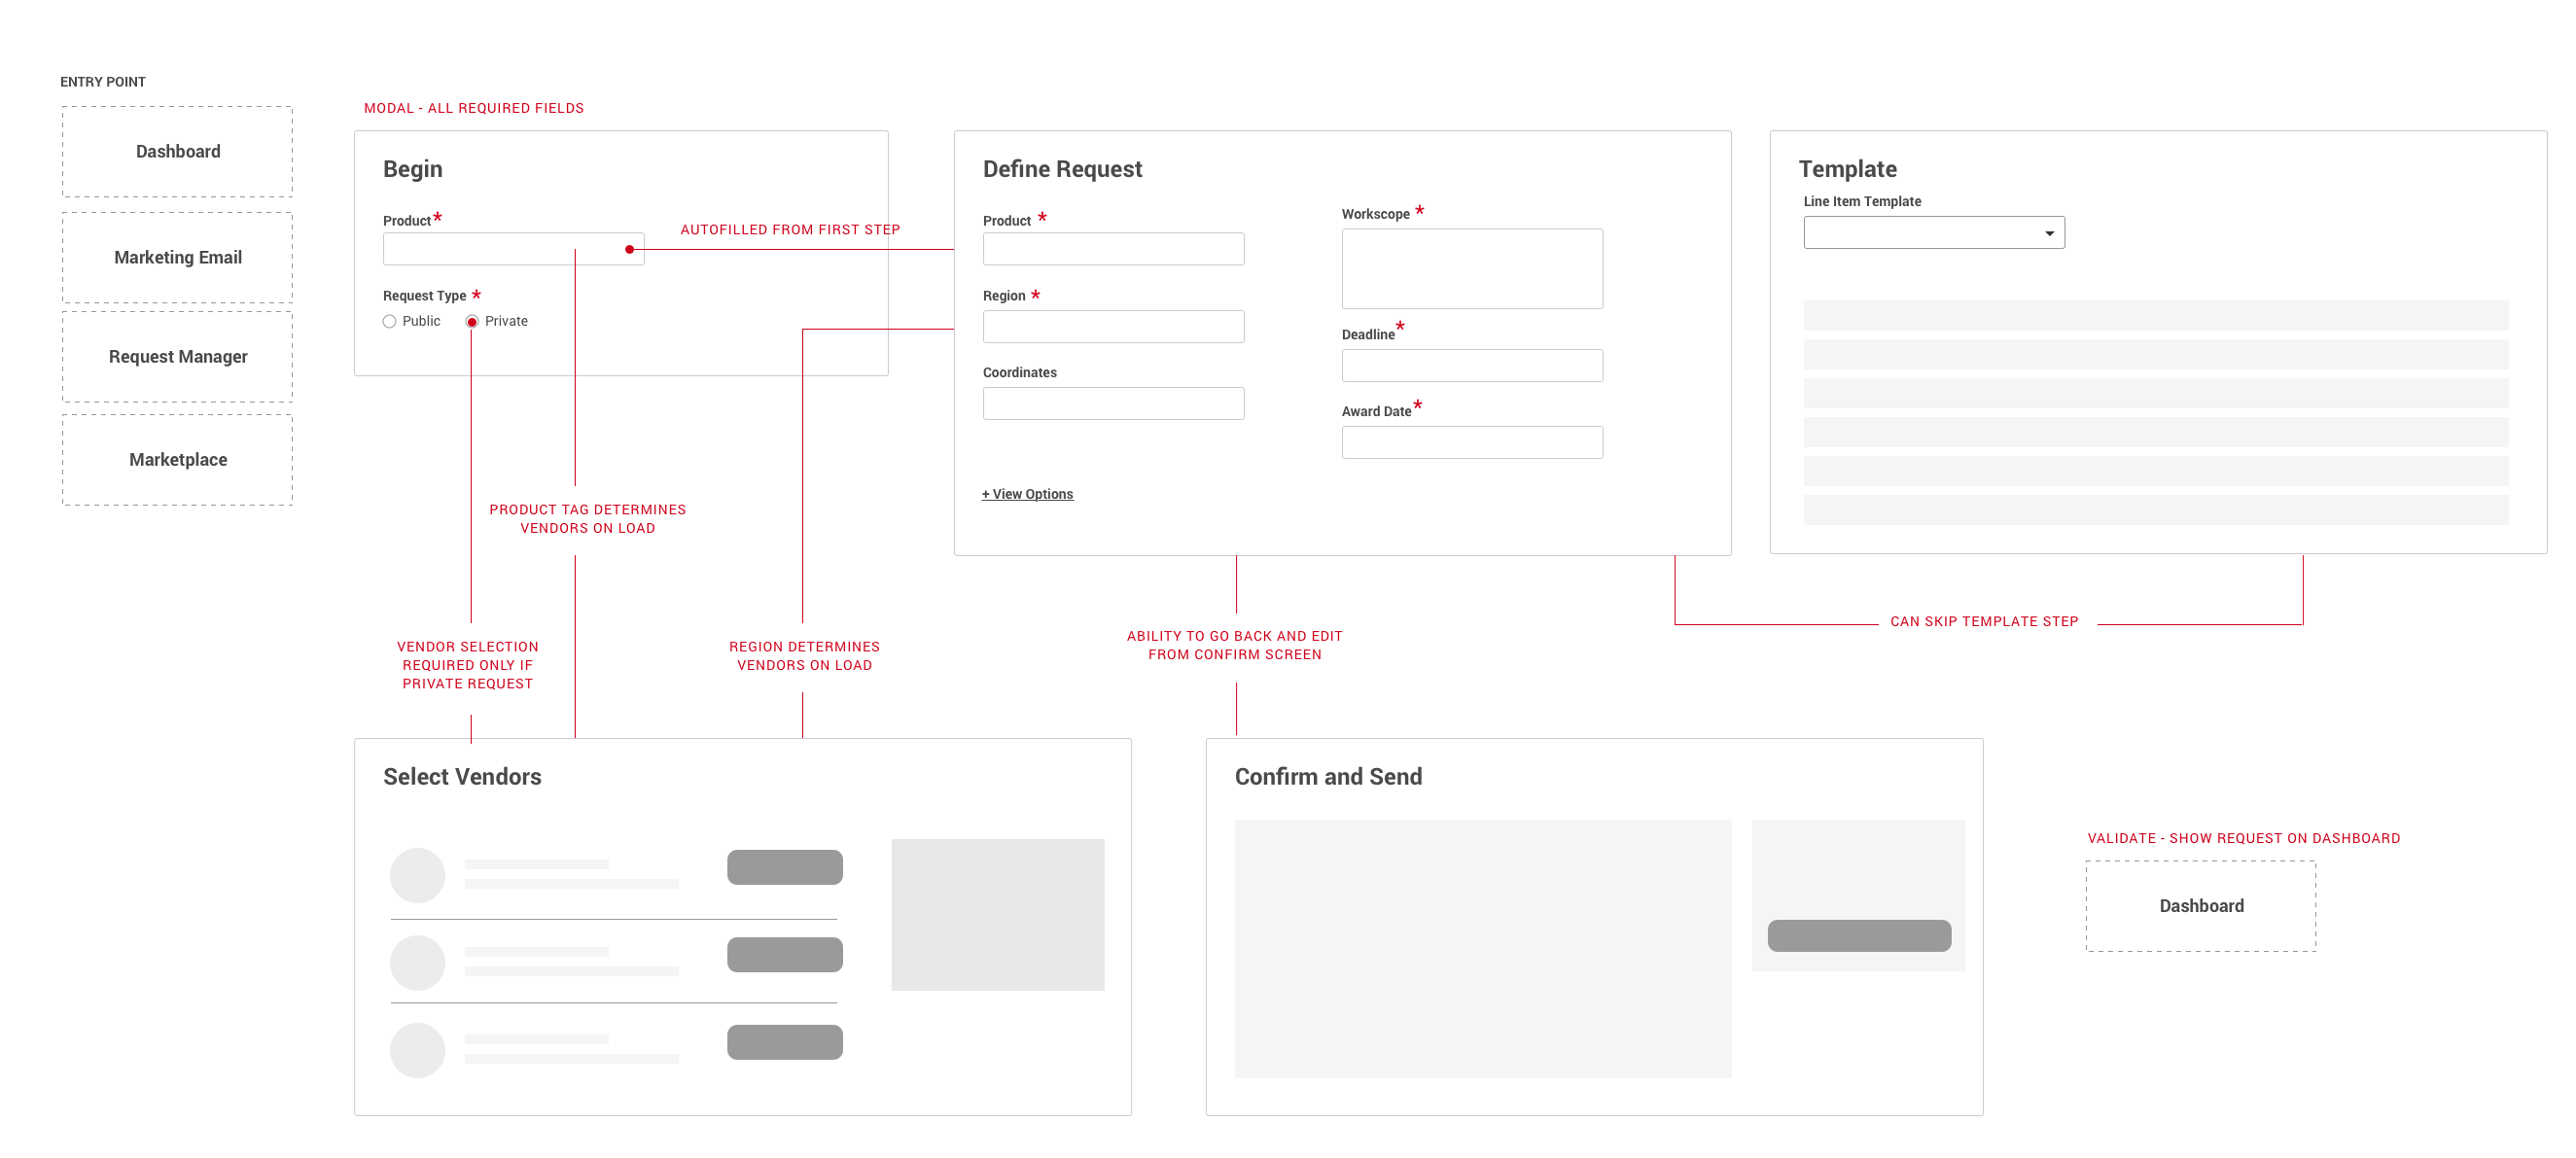 ENTRY POINT
Dashboard
Marketing Email
Request Manager
Marketplace
MODAL - ALL REQUIRED FIELDS
Begin
Product*
AUTOFILLED FROM FIRST STEP
Request Type *
Public
Private
Define Request
Product *
Region *
Coordinates
+ View Options
Workscope *
Deadline*
Award Date*
Template
Line Item Template
PRODUCT TAG DETERMINES
VENDORS ON LOAD
VENDOR SELECTION
REQUIRED ONLY IF
PRIVATE REQUEST
REGION DETERMINES
VENDORS ON LOAD
ABILITY TO GO BACK AND EDIT
FROM CONFIRM SCREEN
CAN SKIP TEMPLATE STEP
Select Vendors
Confirm and Send
VALIDATE - SHOW REQUEST ON DASHBOARD
Dashboard